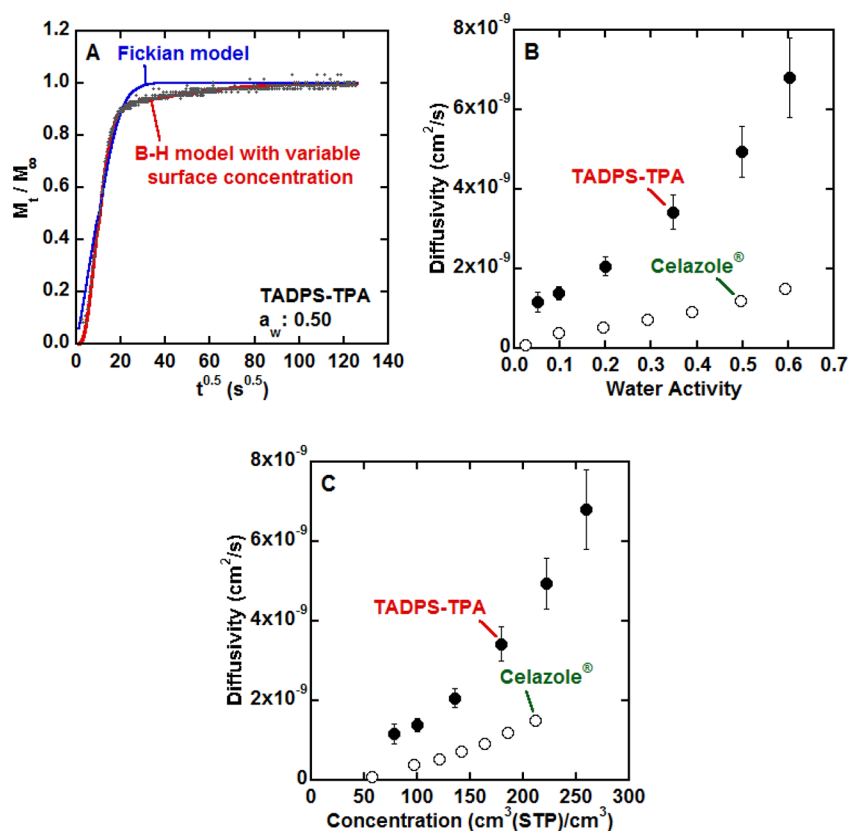 A
Fickian model
B-H model with variable
surface concentration
TADPS-TPA
a_w: 0.50
M_t / M_∞
1.2
1.0
0.8
0.6
0.4
0.2
0.0
0 20 40 60 80 100 120 140
t^0.5 (s^0.5)
B
Diffusivity (cm²/s)
8x10^-9
6x10^-9
4x10^-9
2x10^-9
0
TADPS-TPA
Celazole®
0.0 0.1 0.2 0.3 0.4 0.5 0.6 0.7
Water Activity
C
Diffusivity (cm²/s)
8x10^-9
6x10^-9
4x10^-9
2x10^-9
0
TADPS-TPA
Celazole®
0 50 100 150 200 250 300
Concentration (cm³(STP)/cm³)